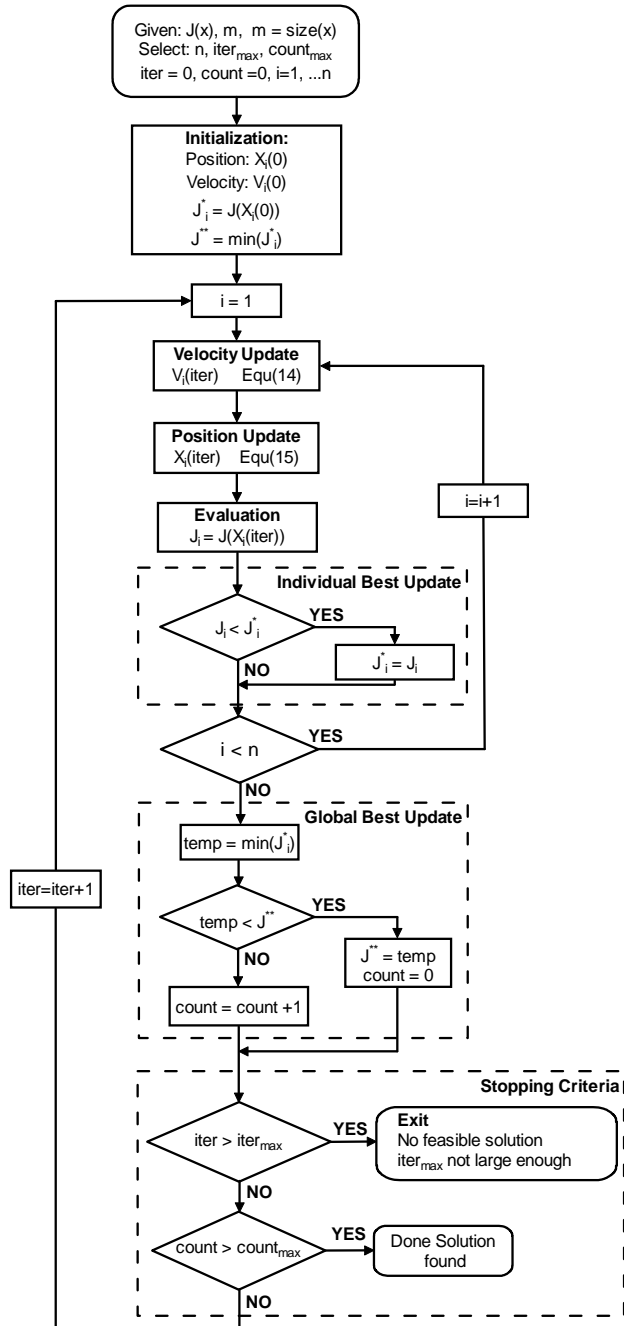 Given: J(x), m, m = size(x)
Select: n, iter_max, count_max
iter = 0, count =0, i=1, ...n
Initialization:
Position: X_i(0)
Velocity: V_i(0)
J^*_i = J(X_i(0))
J^** = min(J^*_i)
i = 1
Velocity Update
V_i(iter) Equ(14)
Position Update
X_i(iter) Equ(15)
i=i+1
Evaluation
J_i = J(X_i(iter))
Individual Best Update
J_i < J^*_i
YES
J^*_i = J_i
NO
i < n
YES
NO
Global Best Update
temp = min(J^*_i)
iter=iter+1
temp < J^**
YES
J^** = temp
count = 0
NO
count = count +1
Stopping Criteria
iter > iter_max
YES
Exit
No feasible solution
iter_max not large enough
NO
count > count_max
YES
Done Solution
found
NO